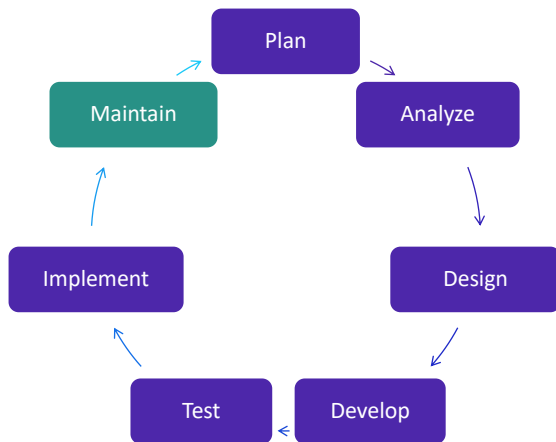 Plan
Analyze
Design
Develop
Test
Implement
Maintain